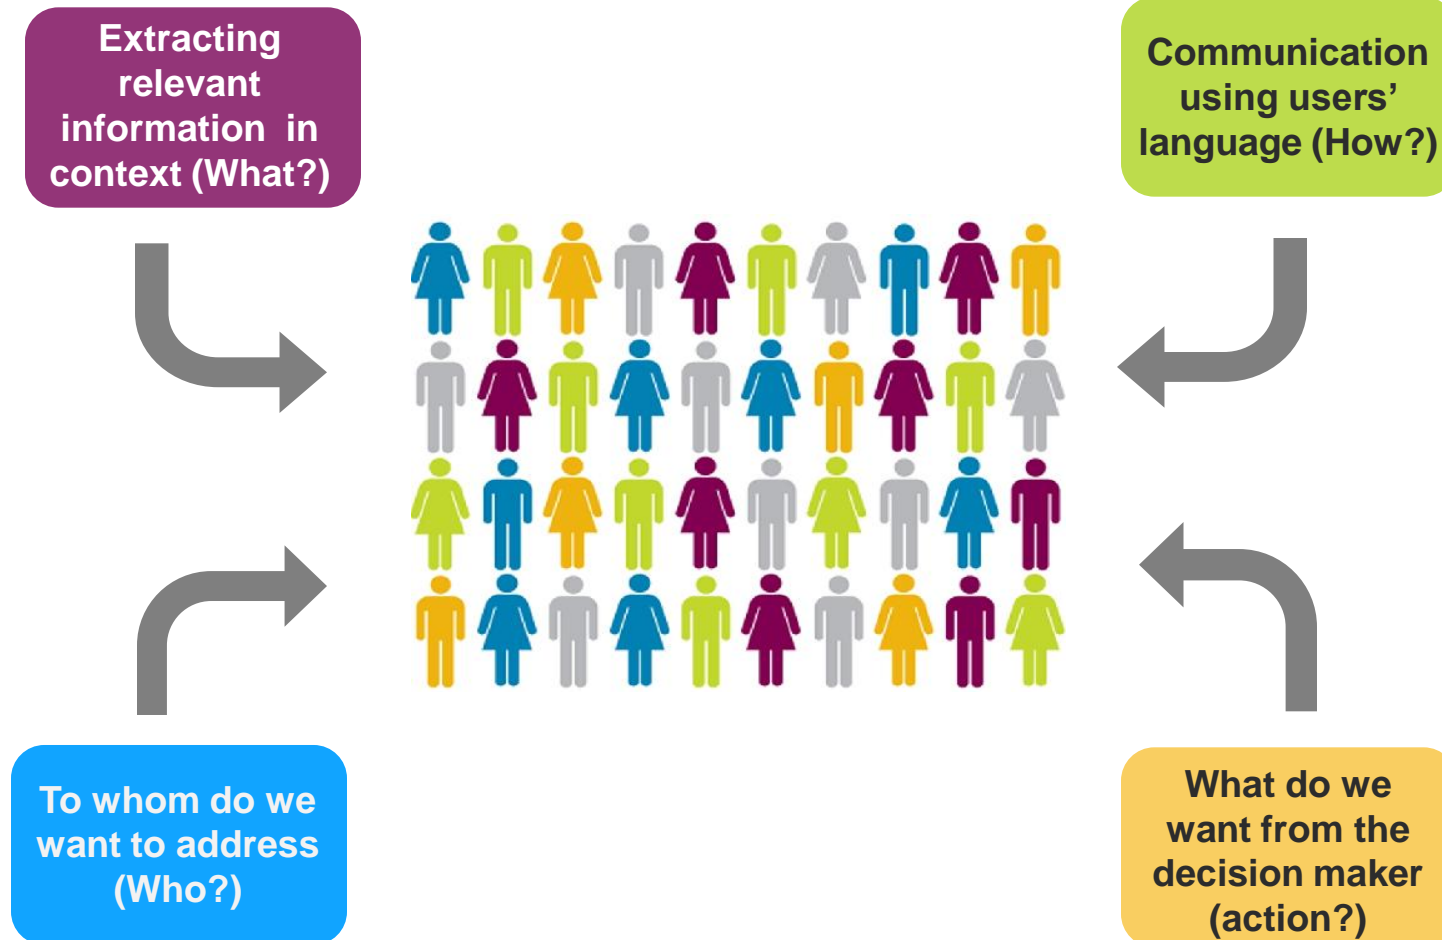 Extracting
relevant
information in
context (What?)
Communication
using users’
language (How?)
To whom do we
want to address
(Who?)
What do we
want from the
decision maker
(action?)